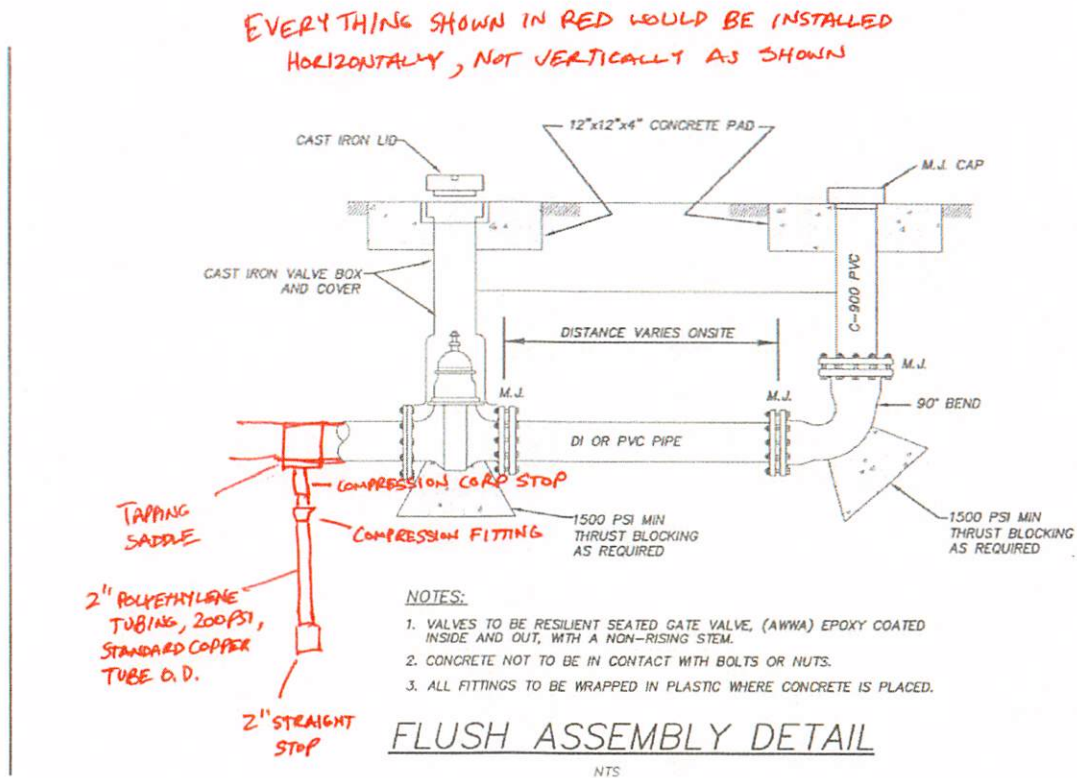 EVERYTHING SHOWN IN RED WOULD BE INSTALLED
HORIZONTALLY, NOT VERTICALLY AS SHOWN
12"x12"x4" CONCRETE PAD
CAST IRON LID
M.J. CAP
CAST IRON VALVE BOX
AND COVER
C-900 PVC
DISTANCE VARIES ONSITE
M.J.
M.J.
M.J.
90° BEND
DI OR PVC PIPE
COMPRESSION CORP STOP
TAPPING
SADDLE
COMPRESSION FITTING
1500 PSI MIN
THRUST BLOCKING
AS REQUIRED
1500 PSI MIN
THRUST BLOCKING
AS REQUIRED
2" POLYETHYLENE
TUBING, 200PSI,
STANDARD COPPER
TUBE O.D.
2" STRAIGHT
STOP
NOTES:
1. VALVES TO BE RESILIENT SEATED GATE VALVE, (AWWA) EPOXY COATED
INSIDE AND OUT, WITH A NON-RISING STEM.
2. CONCRETE NOT TO BE IN CONTACT WITH BOLTS OR NUTS.
3. ALL FITTINGS TO BE WRAPPED IN PLASTIC WHERE CONCRETE IS PLACED.
FLUSH ASSEMBLY DETAIL
NTS